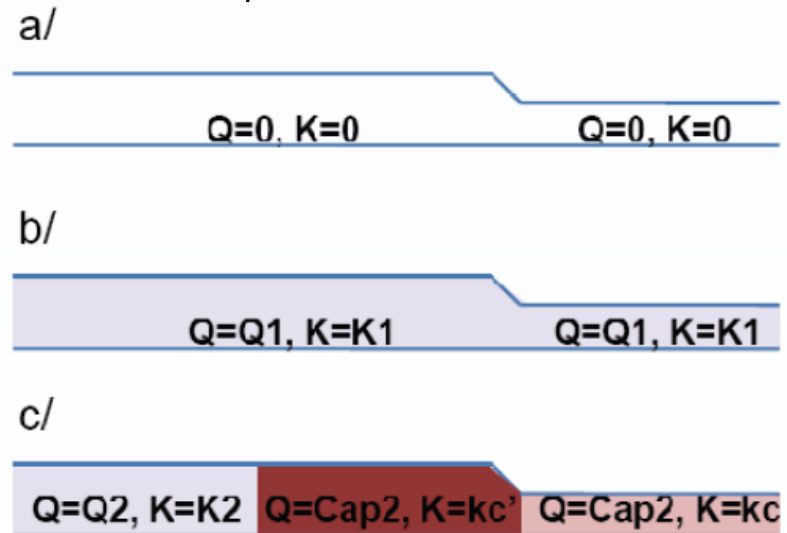 a/
Q=0, K=0 Q=0, K=0
b/
Q=Q1, K=K1 Q=Q1, K=K1
c/
Q=Q2, K=K2 Q=Cap2, K=kc' Q=Cap2, K=kc